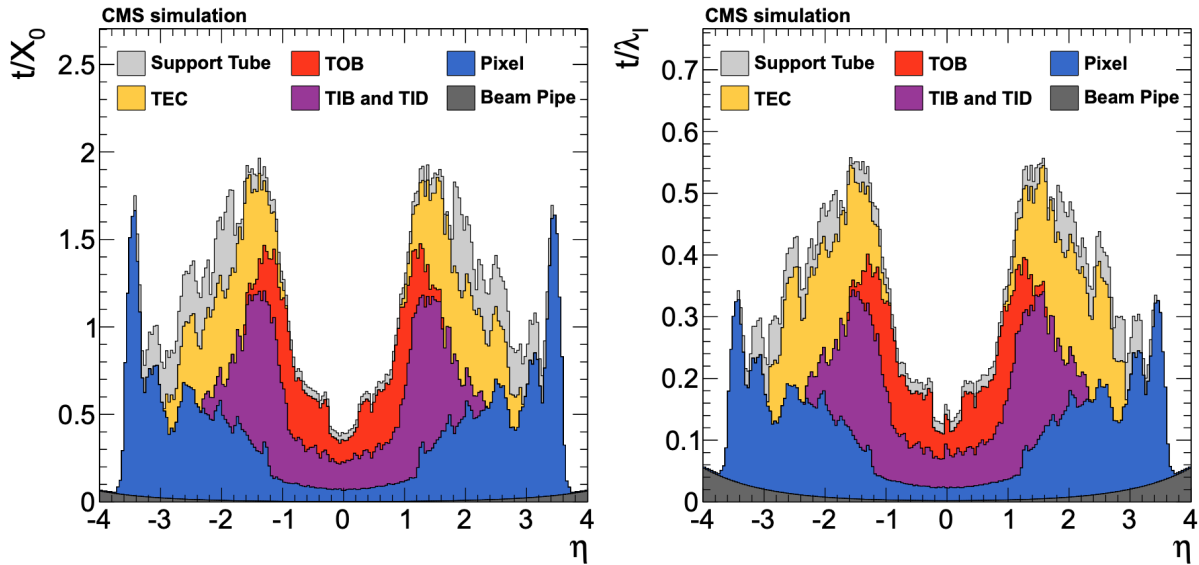 CMS simulation
t/X₀
2.5
2
1.5
1
0.5
0
Support Tube TOB Pixel
TEC TIB and TID Beam Pipe
-4 -3 -2 -1 0 1 2 3 4
η
CMS simulation
t/λ_I
0.7
0.6
0.5
0.4
0.3
0.2
0.1
0
Support Tube TOB Pixel
TEC TIB and TID Beam Pipe
-4 -3 -2 -1 0 1 2 3 4
η